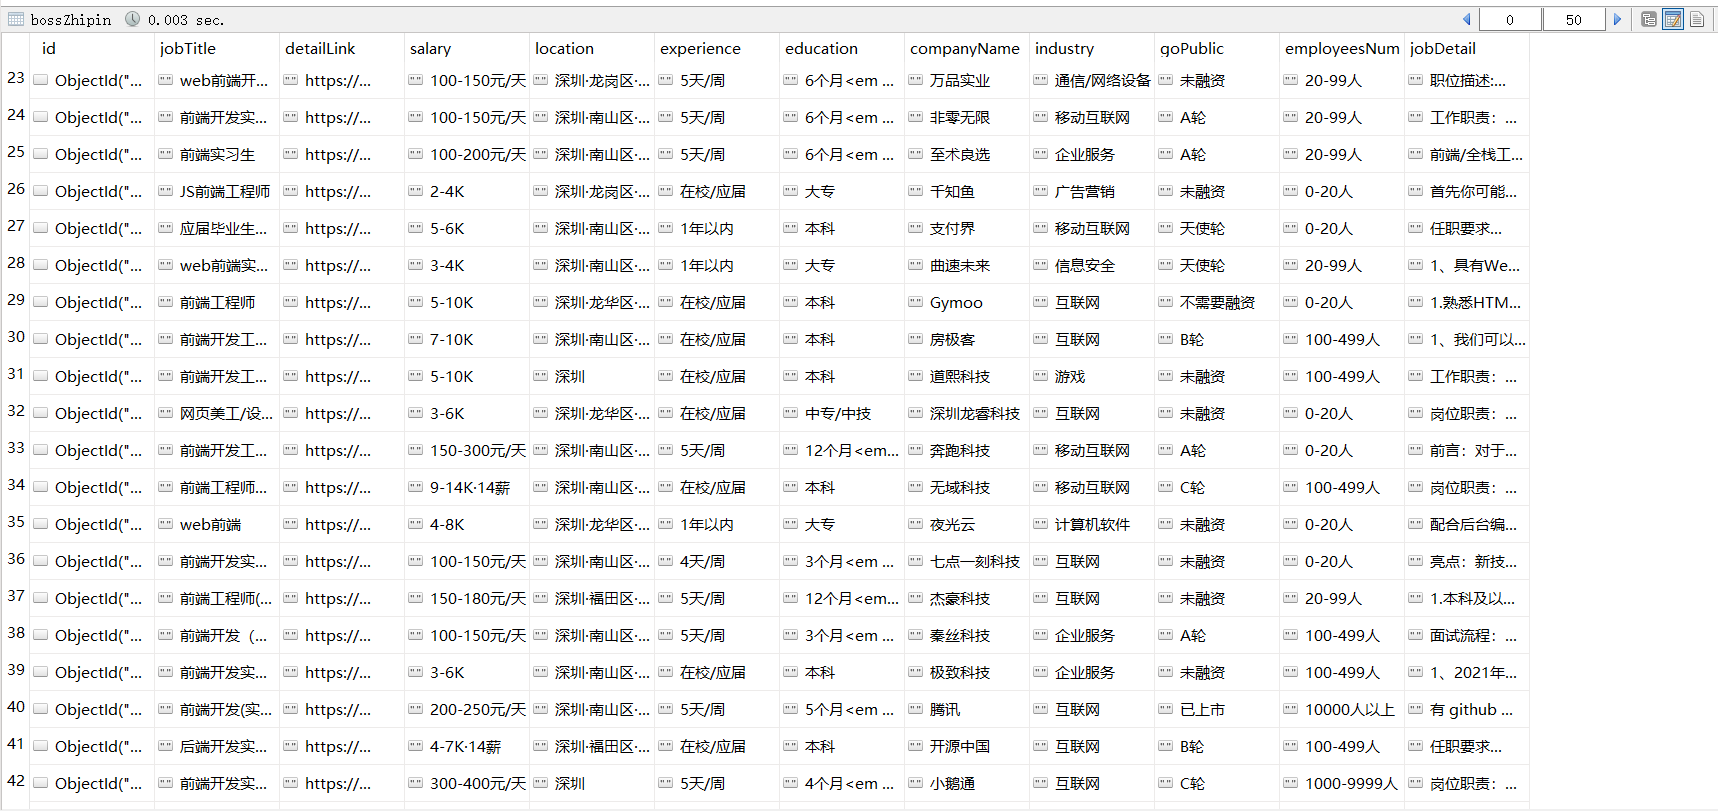 bossZhipin 0.003 sec. 0 50
id jobTitle detailLink salary location experience education companyName industry goPublic employeesNum jobDetail
23 ObjectId("... web前端开... https://... 100-150元/天 深圳·龙岗区·... 5天/周 6个月<em ... 万品实业 通信/网络设备 未融资 20-99人 职位描述:...
24 ObjectId("... 前端开发实... https://... 100-150元/天 深圳·南山区·... 5天/周 6个月<em ... 非零无限 移动互联网 A轮 20-99人 工作职责：...
25 ObjectId("... 前端实习生 https://... 100-200元/天 深圳·南山区·... 5天/周 6个月<em ... 至术良选 企业服务 A轮 20-99人 前端/全栈工...
26 ObjectId("... JS前端工程师 https://... 2-4K 深圳·龙岗区·... 在校/应届 大专 千知鱼 广告营销 未融资 0-20人 首先你可能...
27 ObjectId("... 应届毕业生... https://... 5-6K 深圳·南山区·... 1年以内 本科 支付界 移动互联网 天使轮 0-20人 任职要求...
28 ObjectId("... web前端实... https://... 3-4K 深圳·南山区·... 1年以内 大专 曲速未来 信息安全 天使轮 20-99人 1、具有We...
29 ObjectId("... 前端工程师 https://... 5-10K 深圳·龙华区·... 在校/应届 本科 Gymoo 互联网 不需要融资 0-20人 1.熟悉HTM...
30 ObjectId("... 前端开发工... https://... 7-10K 深圳·南山区·... 在校/应届 本科 房极客 互联网 B轮 100-499人 1、我们可以...
31 ObjectId("... 前端开发工... https://... 5-10K 深圳 在校/应届 本科 道熙科技 游戏 未融资 100-499人 工作职责：...
32 ObjectId("... 网页美工/设... https://... 3-6K 深圳·龙华区·... 在校/应届 中专/中技 深圳龙睿科技 互联网 未融资 0-20人 岗位职责：...
33 ObjectId("... 前端开发工... https://... 150-300元/天 深圳·南山区·... 5天/周 12个月<em... 奔跑科技 移动互联网 A轮 0-20人 前言：对于...
34 ObjectId("... 前端工程师... https://... 9-14K·14薪 深圳·南山区·... 在校/应届 本科 无域科技 移动互联网 C轮 100-499人 岗位职责：...
35 ObjectId("... web前端 https://... 4-8K 深圳·龙华区·... 1年以内 大专 夜光云 计算机软件 未融资 0-20人 配合后台编...
36 ObjectId("... 前端开发实... https://... 100-150元/天 深圳·南山区·... 4天/周 3个月<em ... 七点一刻科技 互联网 未融资 0-20人 亮点：新技...
37 ObjectId("... 前端工程师(... https://... 150-180元/天 深圳·福田区·... 5天/周 12个月<em... 杰豪科技 互联网 未融资 20-99人 1.本科及以...
38 ObjectId("... 前端开发（... https://... 100-150元/天 深圳·南山区·... 5天/周 3个月<em ... 秦丝科技 企业服务 A轮 100-499人 面试流程：...
39 ObjectId("... 前端开发实... https://... 3-6K 深圳·南山区·... 在校/应届 本科 极致科技 企业服务 未融资 100-499人 1、2021年...
40 ObjectId("... 前端开发(实... https://... 200-250元/天 深圳·南山区·... 5天/周 5个月<em ... 腾讯 互联网 已上市 10000人以上 有 github ...
41 ObjectId("... 后端开发实... https://... 4-7K·14薪 深圳·福田区·... 在校/应届 本科 开源中国 互联网 B轮 100-499人 任职要求...
42 ObjectId("... 前端开发实... https://... 300-400元/天 深圳 5天/周 4个月<em ... 小鹅通 互联网 C轮 1000-9999人 岗位职责：...